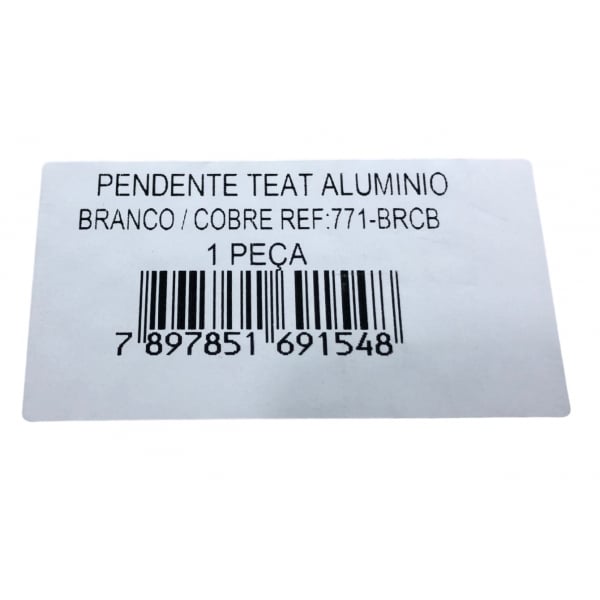 PENDENTE TEAT ALUMINIO
BRANCO / COBRE REF:771-BRCB
1 PEÇA
7 897851 691548